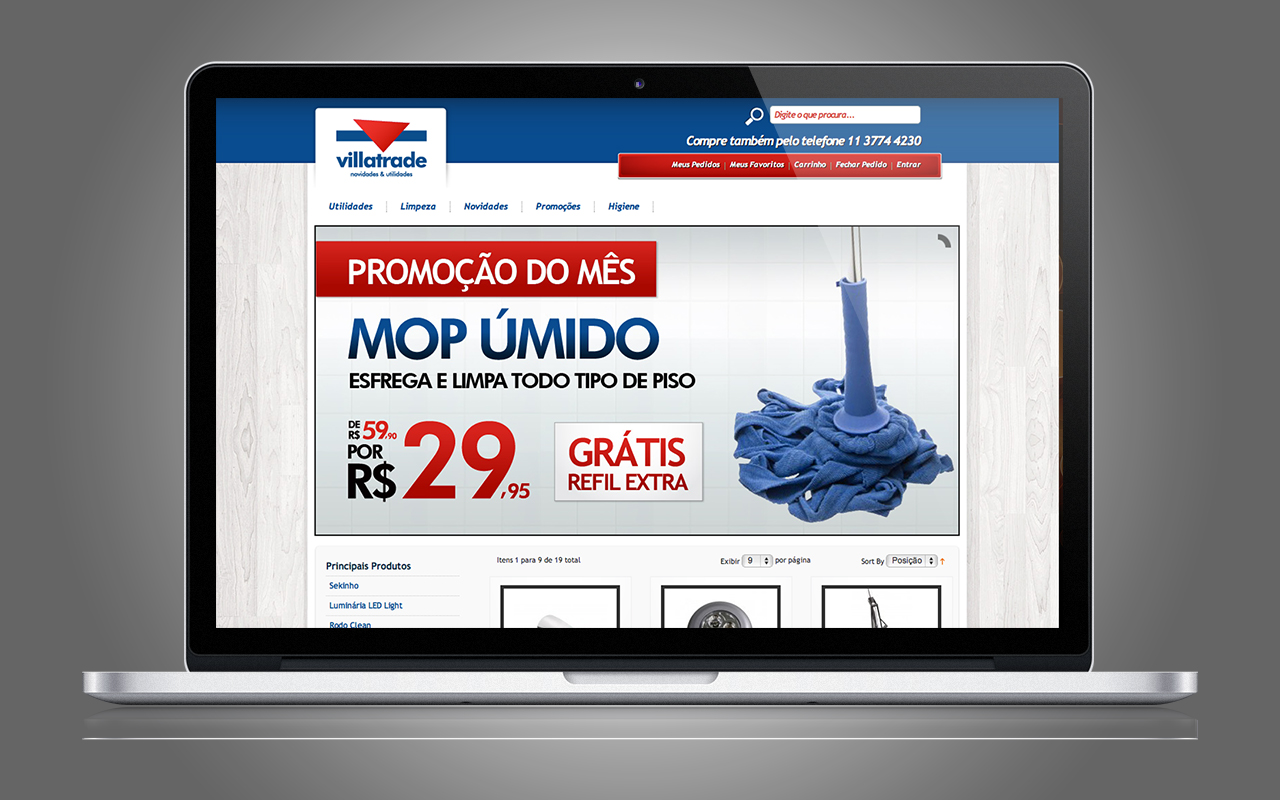 villatrade
novidades & utilidades
Digite o que procura...
Compre também pelo telefone 11 3774 4230
Meus Pedidos | Meus Favoritos | Carrinho | Fechar Pedido | Entrar
Utilidades
Limpeza
Novidades
Promoções
Higiene
PROMOÇÃO DO MÊS
MOP ÚMIDO
ESFREGA E LIMPA TODO TIPO DE PISO
DE R$ 59,90
POR
R$ 29,95
GRÁTIS
REFIL EXTRA
Principais Produtos
Sekinho
Luminária LED Light
Rodo Clean
Itens 1 para 9 de 19 total
Exibir 9 por página
Sort By Posição